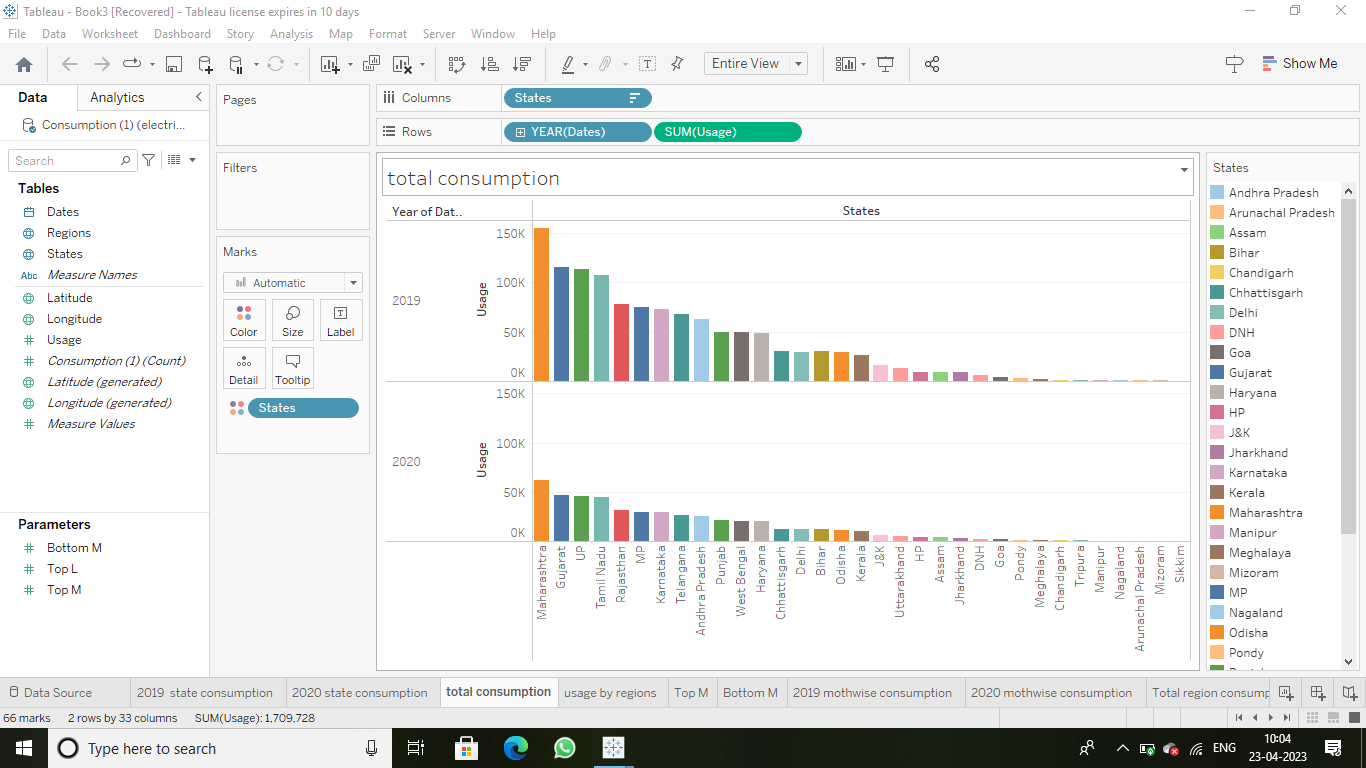 Tableau - Book3 [Recovered] - Tableau license expires in 10 days
File Data Worksheet Dashboard Story Analysis Map Format Server Window Help
Entire View
Show Me
Data Analytics
Consumption (1) (electri...
Search
Tables
Dates
Regions
States
Abc Measure Names
Latitude
Longitude
Usage
Consumption (1) (Count)
Latitude (generated)
Longitude (generated)
Measure Values
Parameters
Bottom M
Top L
Top M
Pages
Filters
Marks
Automatic
Color Size Label
Detail Tooltip
States
Columns States
Rows YEAR(Dates) SUM(Usage)
total consumption
Year of Dat.. States
2019
Usage
150K
100K
50K
0K
2020
Usage
150K
100K
50K
0K
Maharashtra
Gujarat
UP
Tamil Nadu
Rajasthan
MP
Karnataka
Telangana
Andhra Pradesh
Punjab
West Bengal
Haryana
Chhattisgarh
Delhi
Bihar
Odisha
Kerala
J&K
Uttarakhand
HP
Assam
Jharkhand
DNH
Goa
Pondy
Meghalaya
Chandigarh
Tripura
Manipur
Nagaland
Arunachal Pradesh
Mizoram
Sikkim
States
Andhra Pradesh
Arunachal Pradesh
Assam
Bihar
Chandigarh
Chhattisgarh
Delhi
DNH
Goa
Gujarat
Haryana
HP
J&K
Jharkhand
Karnataka
Kerala
Maharashtra
Manipur
Meghalaya
Mizoram
MP
Nagaland
Odisha
Pondy
Data Source 2019 state consumption 2020 state consumption total consumption usage by regions Top M Bottom M 2019 mothwise consumption 2020 mothwise consumption Total region consump
66 marks 2 rows by 33 columns SUM(Usage): 1,709,728
Type here to search
ENG
10:04
23-04-2023